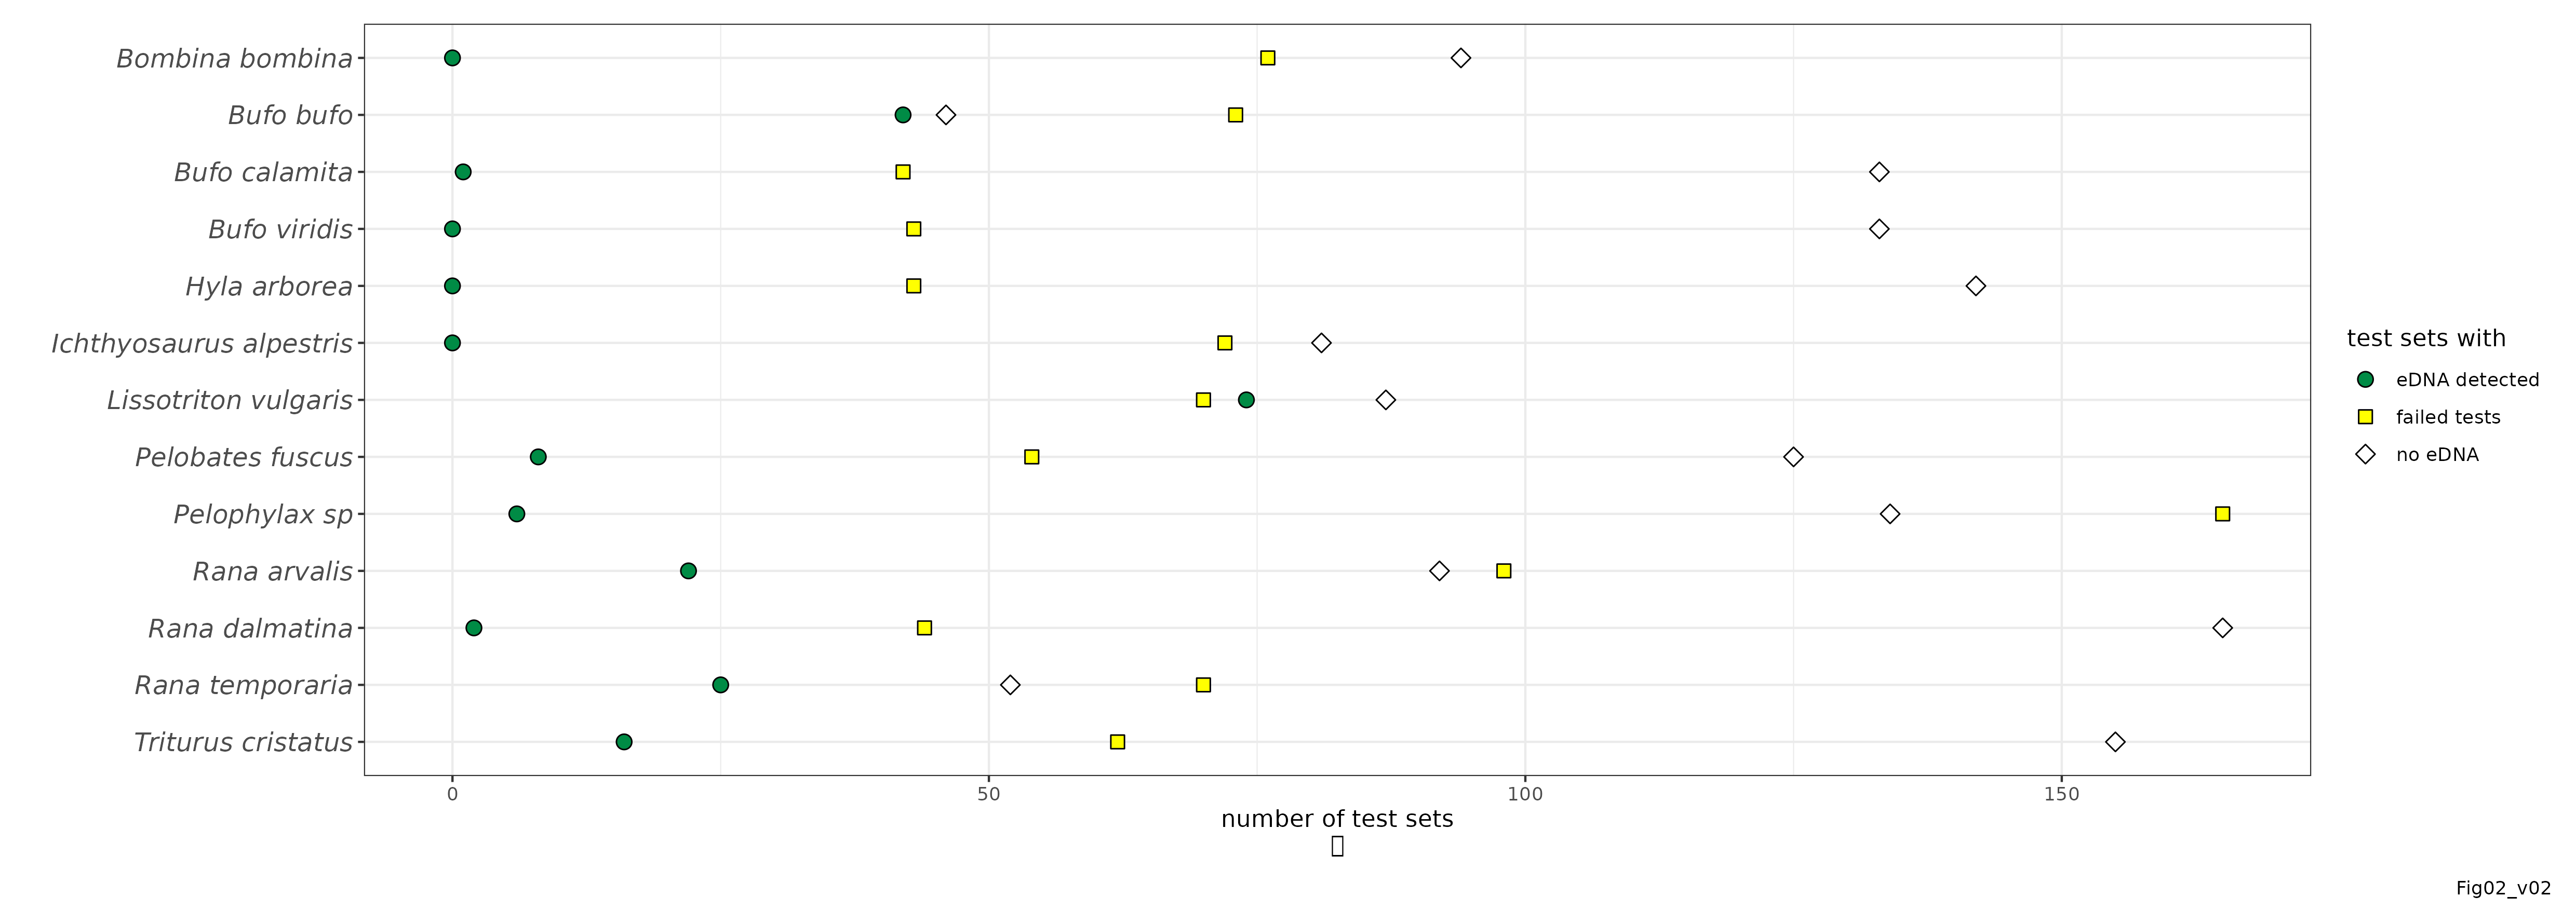 Bombina bombina
Bufo bufo
Bufo calamita
Bufo viridis
Hyla arborea
Ichthyosaurus alpestris
Lissotriton vulgaris
Pelobates fuscus
Pelophylax sp
Rana arvalis
Rana dalmatina
Rana temporaria
Triturus cristatus
0 50 100 150
number of test sets
test sets with
eDNA detected
failed tests
no eDNA
Fig02_v02